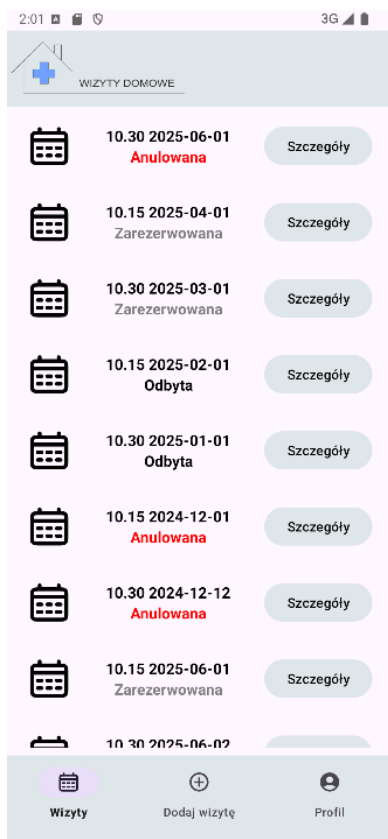 2:01
3G
WIZYTY DOMOWE
10.30 2025-06-01
Anulowana
Szczegóły
10.15 2025-04-01
Zarezerwowana
Szczegóły
10.30 2025-03-01
Zarezerwowana
Szczegóły
10.15 2025-02-01
Odbyta
Szczegóły
10.30 2025-01-01
Odbyta
Szczegóły
10.15 2024-12-01
Anulowana
Szczegóły
10.30 2024-12-12
Anulowana
Szczegóły
10.15 2025-06-01
Zarezerwowana
Szczegóły
10.30 2025-06-02
Wizyty
Dodaj wizytę
Profil